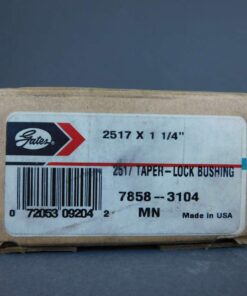 Gates
2517 X 1 1/4"
2517 TAPER-LOCK BUSHING
7858-3104
0 72053 09204 2
MN
Made in USA